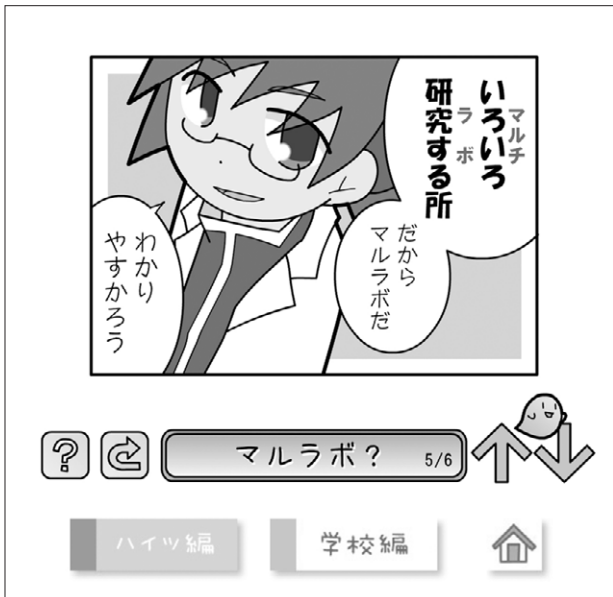 いろいろ
マルチ
研究する所
ラボ
だから
マルラボだ
わかり
やすかろう
?
マルラボ？ 5/6
ハイツ編
学校編